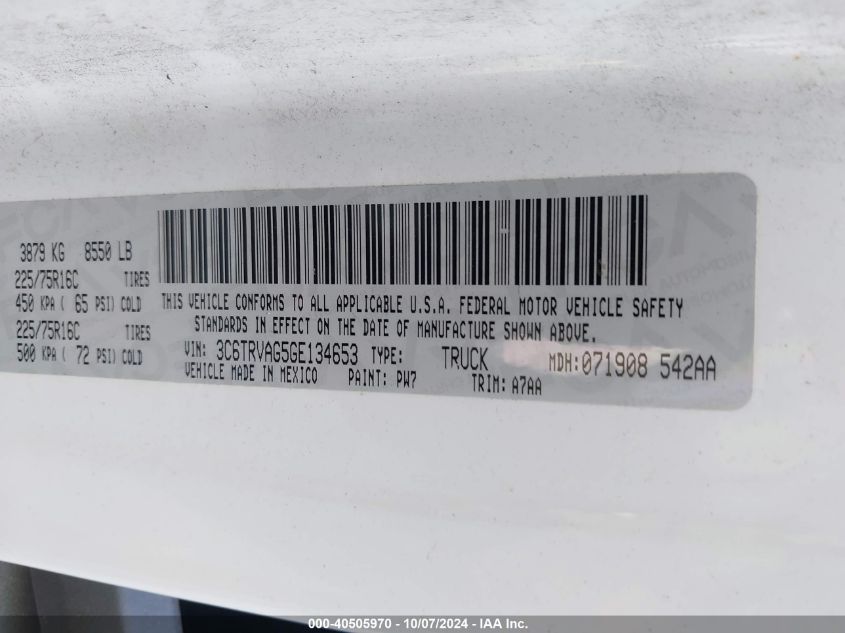 3879 KG 8550 LB
225/75R16C TIRES
450 KPA ( 65 PSI) COLD
225/75R16C TIRES
500 KPA ( 72 PSI) COLD
THIS VEHICLE CONFORMS TO ALL APPLICABLE U.S.A. FEDERAL MOTOR VEHICLE SAFETY
STANDARDS IN EFFECT ON THE DATE OF MANUFACTURE SHOWN ABOVE.
VIN: 3C6TRVAG5GE134653 TYPE: TRUCK MDH:071908 542AA
VEHICLE MADE IN MEXICO PAINT: PW7 TRIM: A7AA
000-40505970 - 10/07/2024 - IAA Inc.